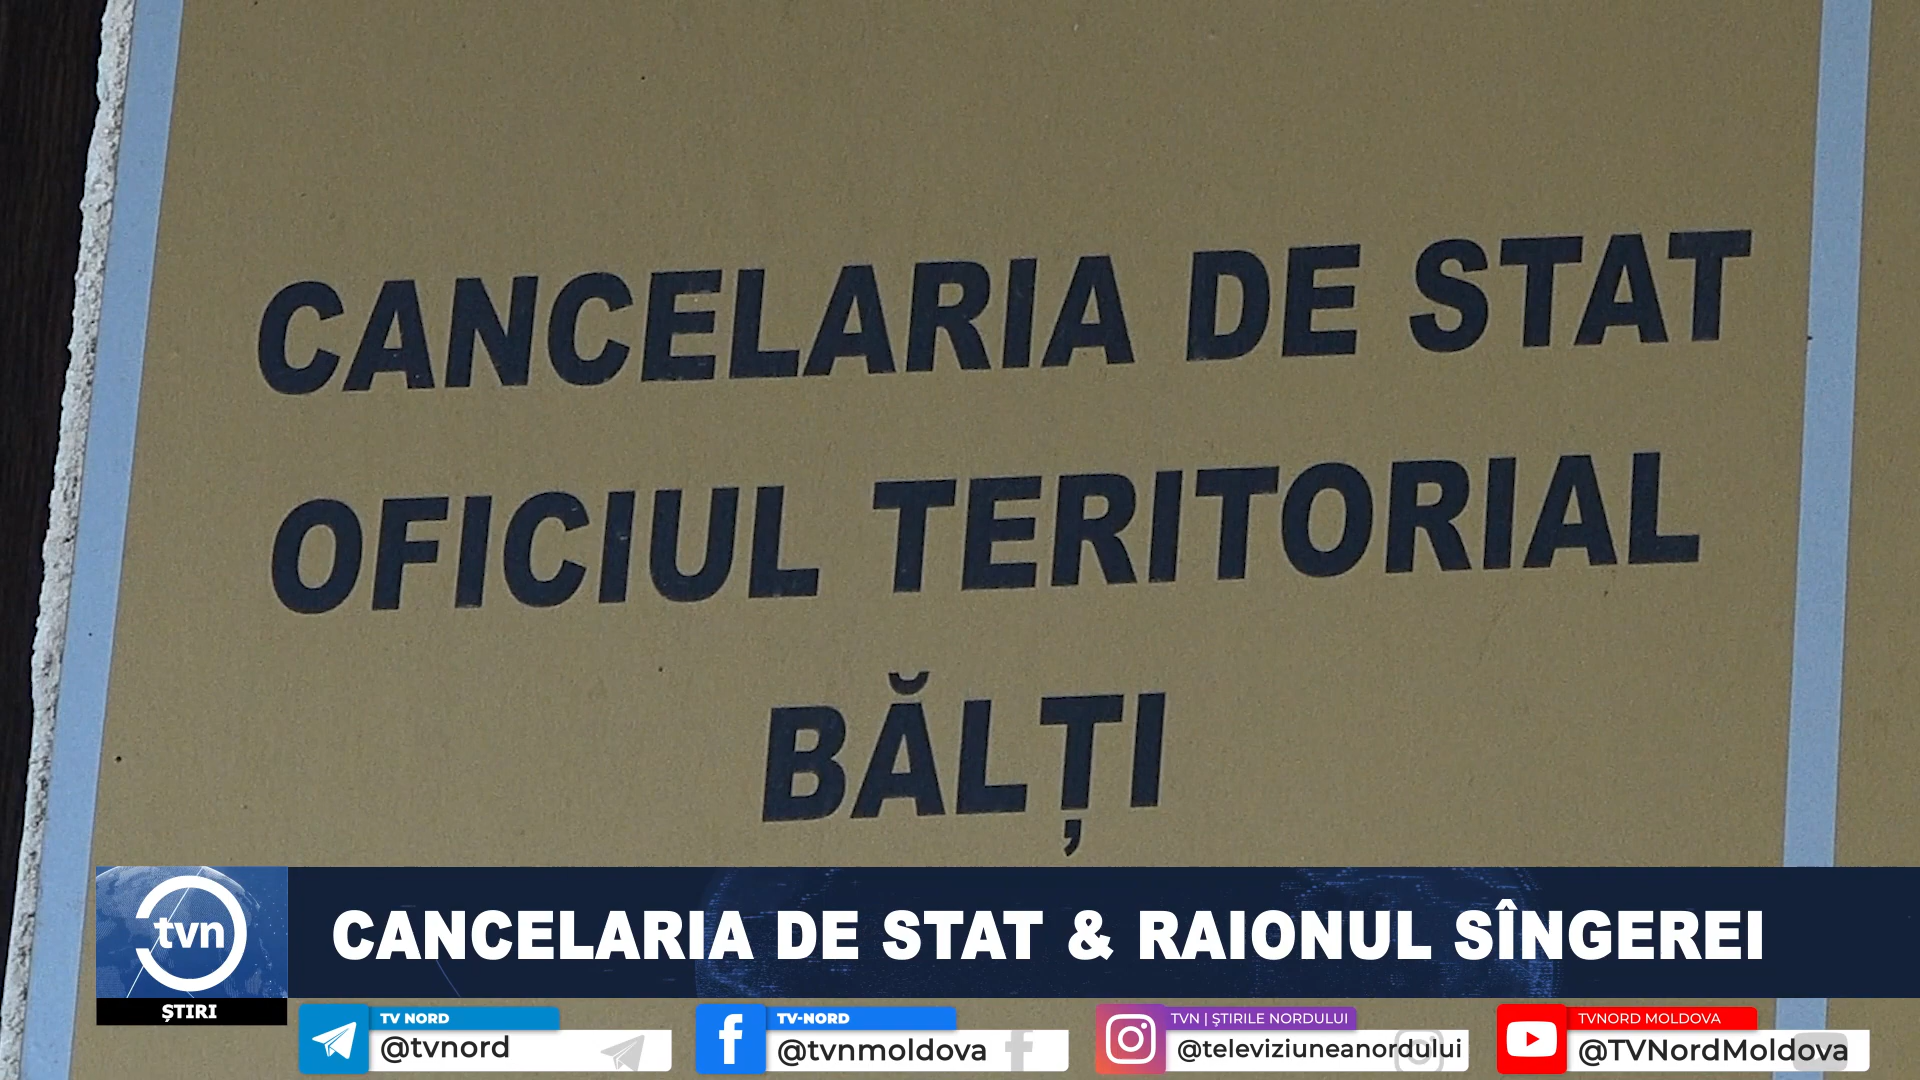 CANCELARIA DE STAT
OFICIUL TERITORIAL
BĂLȚI
tvn
CANCELARIA DE STAT & RAIONUL SÎNGEREI
ȘTIRI
TV NORD
@tvnord
TV-NORD
@tvnmoldova
TVN | ȘTIRILE NORDULUI
@televiziuneanordului
TVNORD MOLDOVA
@TVNordMoldova